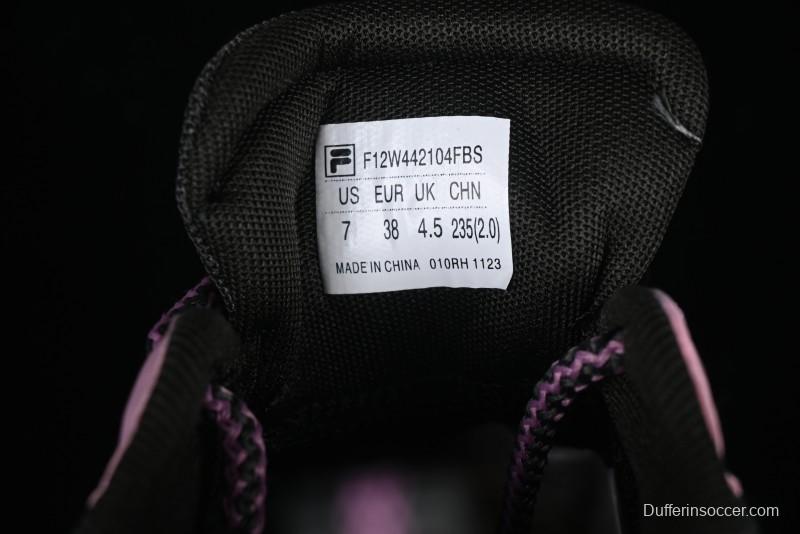 F12W442104FBS
US EUR UK CHN
7 38 4.5 235(2.0)
MADE IN CHINA 010RH 1123
Dufferinsoccer.com